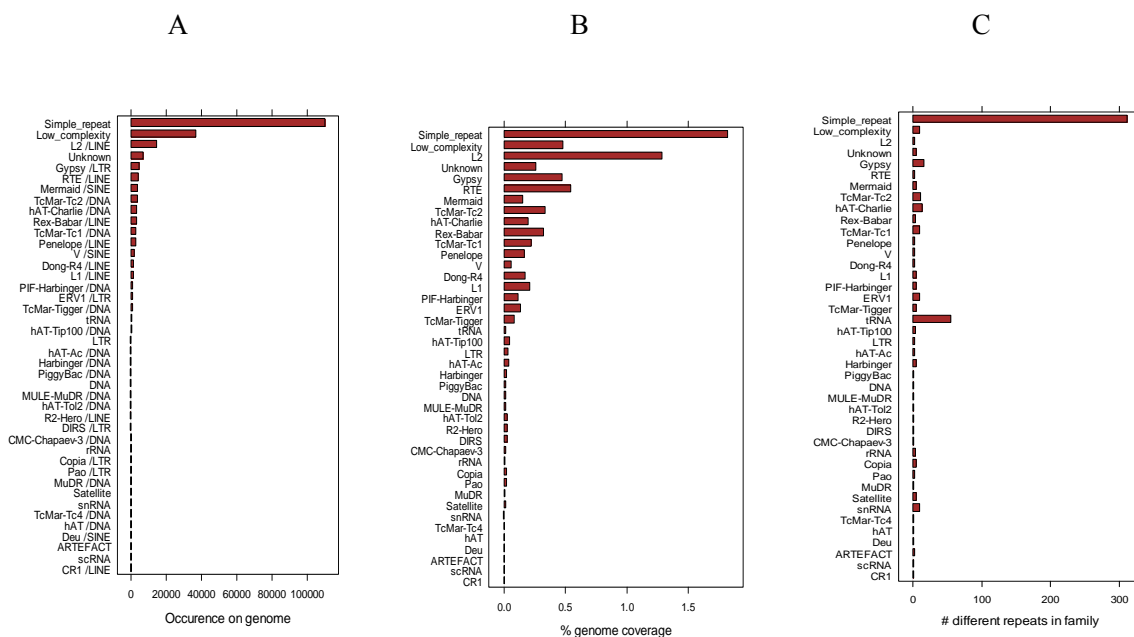 A
B
C
Simple_repeat
Low_complexity
L2 /LINE
Unknown
Gypsy /LTR
RTE /LINE
Mermaid /SINE
TcMar-Tc2 /DNA
hAT-Charlie /DNA
Rex-Babar /LINE
TcMar-Tc1 /DNA
Penelope /LINE
V /SINE
Dong-R4 /LINE
L1 /LINE
PIF-Harbinger /DNA
ERV1 /LTR
TcMar-Tigger /DNA
tRNA
hAT-Tip100 /DNA
LTR
hAT-Ac /DNA
Harbinger /DNA
PiggyBac /DNA
DNA
MULE-MuDR /DNA
hAT-Tol2 /DNA
R2-Hero /LINE
DIRS /LTR
CMC-Chapaev-3 /DNA
rRNA
Copia /LTR
Pao /LTR
MuDR /DNA
Satellite
snRNA
TcMar-Tc4 /DNA
hAT /DNA
Deu /SINE
ARTEFACT
scRNA
CR1 /LINE
0 20000 40000 60000 80000 100000
Occurence on genome
Simple_repeat
Low_complexity
L2
Unknown
Gypsy
RTE
Mermaid
TcMar-Tc2
hAT-Charlie
Rex-Babar
TcMar-Tc1
Penelope
V
Dong-R4
L1
PIF-Harbinger
ERV1
TcMar-Tigger
tRNA
hAT-Tip100
LTR
hAT-Ac
Harbinger
PiggyBac
DNA
MULE-MuDR
hAT-Tol2
R2-Hero
DIRS
CMC-Chapaev-3
rRNA
Copia
Pao
MuDR
Satellite
snRNA
TcMar-Tc4
hAT
Deu
ARTEFACT
scRNA
CR1
0.0 0.5 1.0 1.5
% genome coverage
Simple_repeat
Low_complexity
L2
Unknown
Gypsy
RTE
Mermaid
TcMar-Tc2
hAT-Charlie
Rex-Babar
TcMar-Tc1
Penelope
V
Dong-R4
L1
PIF-Harbinger
ERV1
TcMar-Tigger
tRNA
hAT-Tip100
LTR
hAT-Ac
Harbinger
PiggyBac
DNA
MULE-MuDR
hAT-Tol2
R2-Hero
DIRS
CMC-Chapaev-3
rRNA
Copia
Pao
MuDR
Satellite
snRNA
TcMar-Tc4
hAT
Deu
ARTEFACT
scRNA
CR1
0 100 200 300
# different repeats in family